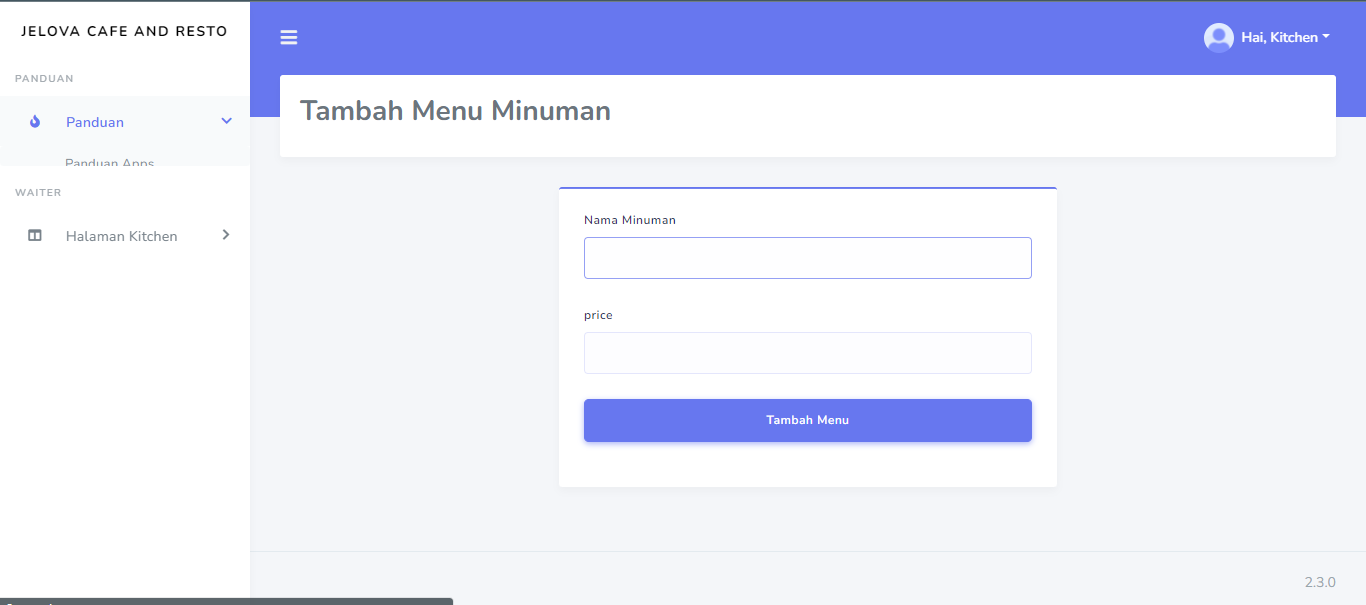 JELOVA CAFE AND RESTO
Hai, Kitchen
PANDUAN
Panduan
Panduan Apps
WAITER
Halaman Kitchen
Tambah Menu Minuman
Nama Minuman
price
Tambah Menu
2.3.0